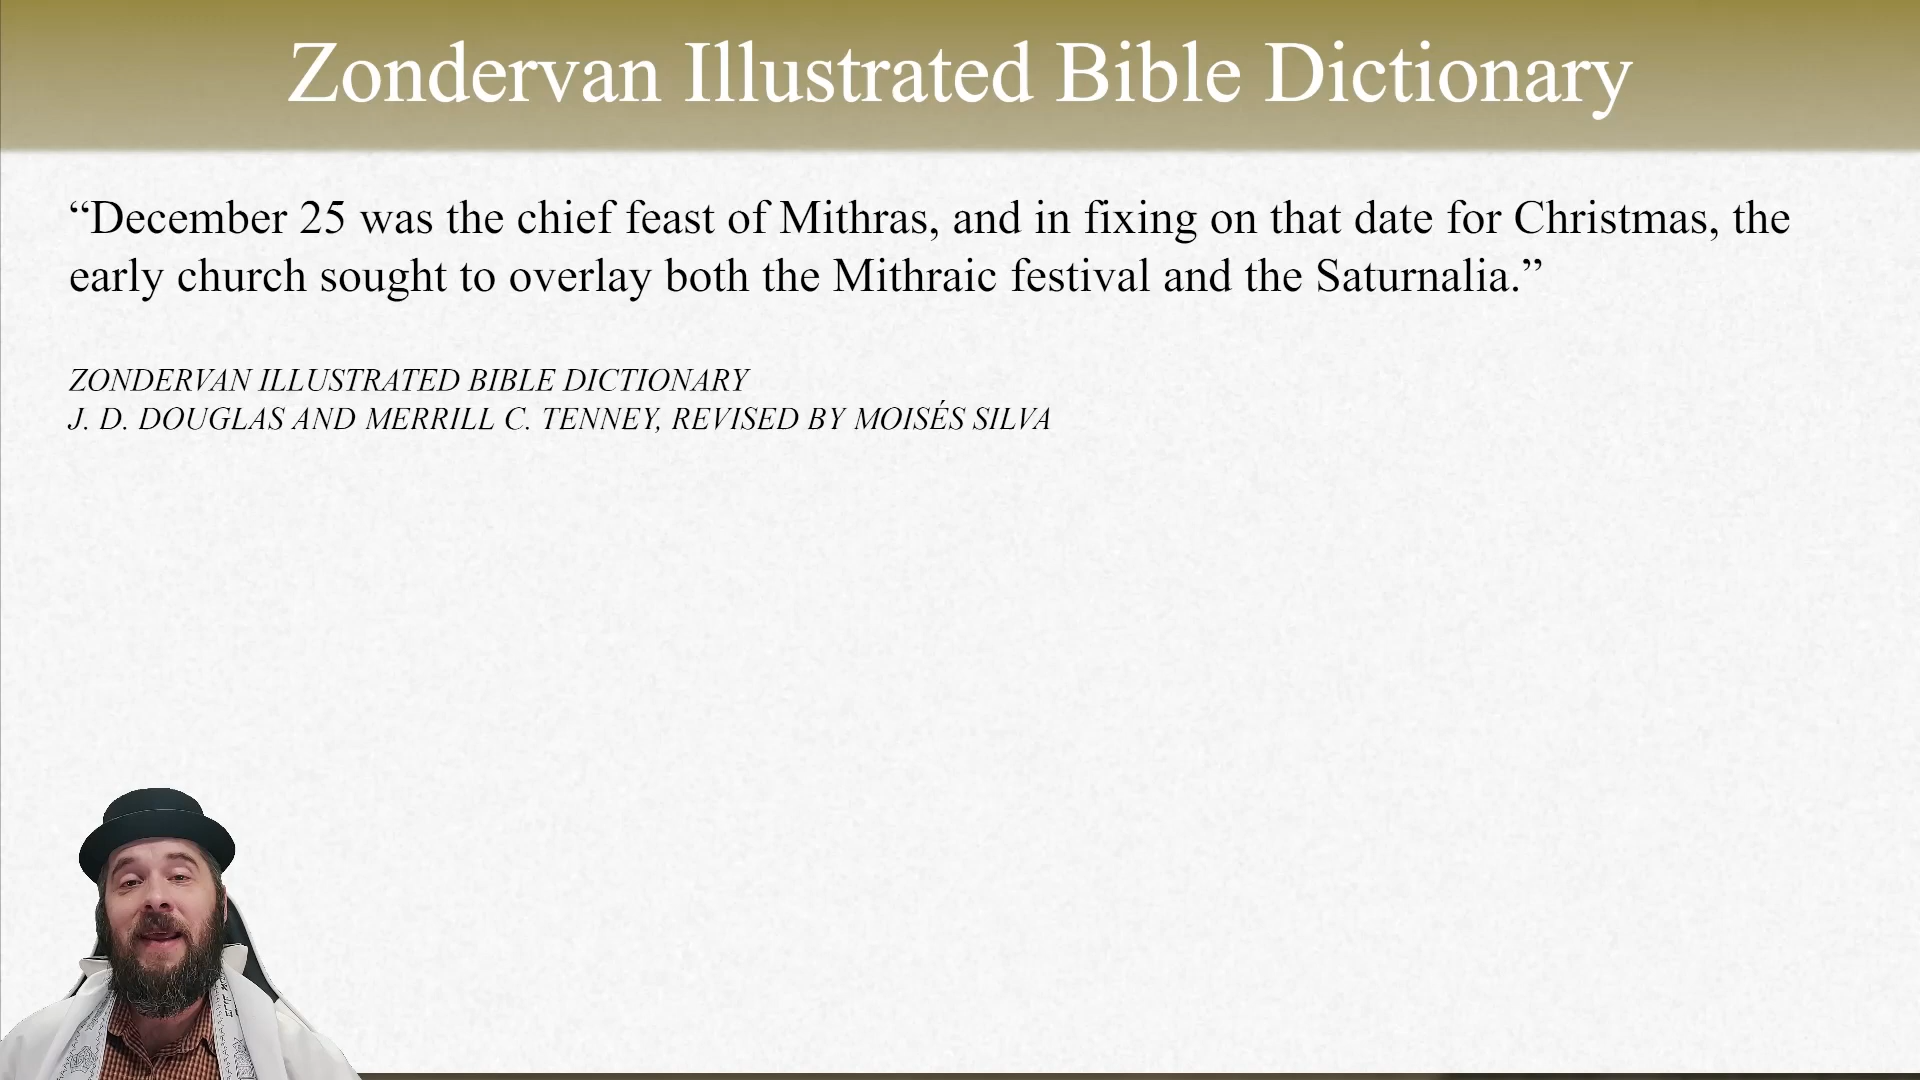 Zondervan Illustrated Bible Dictionary
“December 25 was the chief feast of Mithras, and in fixing on that date for Christmas, the
early church sought to overlay both the Mithraic festival and the Saturnalia.”
ZONDERVAN ILLUSTRATED BIBLE DICTIONARY
J. D. DOUGLAS AND MERRILL C. TENNEY, REVISED BY MOISÉS SILVA